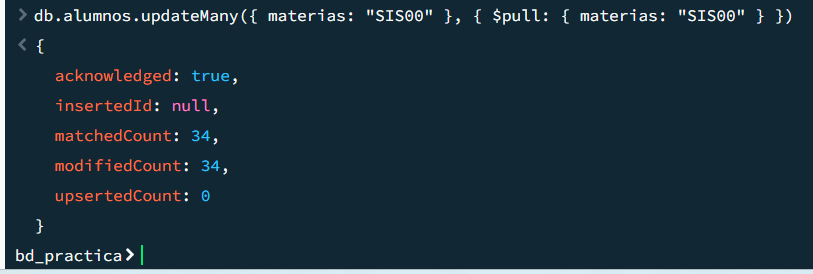 > db.alumnos.updateMany({ materias: "SIS00" }, { $pull: { materias: "SIS00" } })
< {
acknowledged: true,
insertedId: null,
matchedCount: 34,
modifiedCount: 34,
upsertedCount: 0
}
bd_practica>